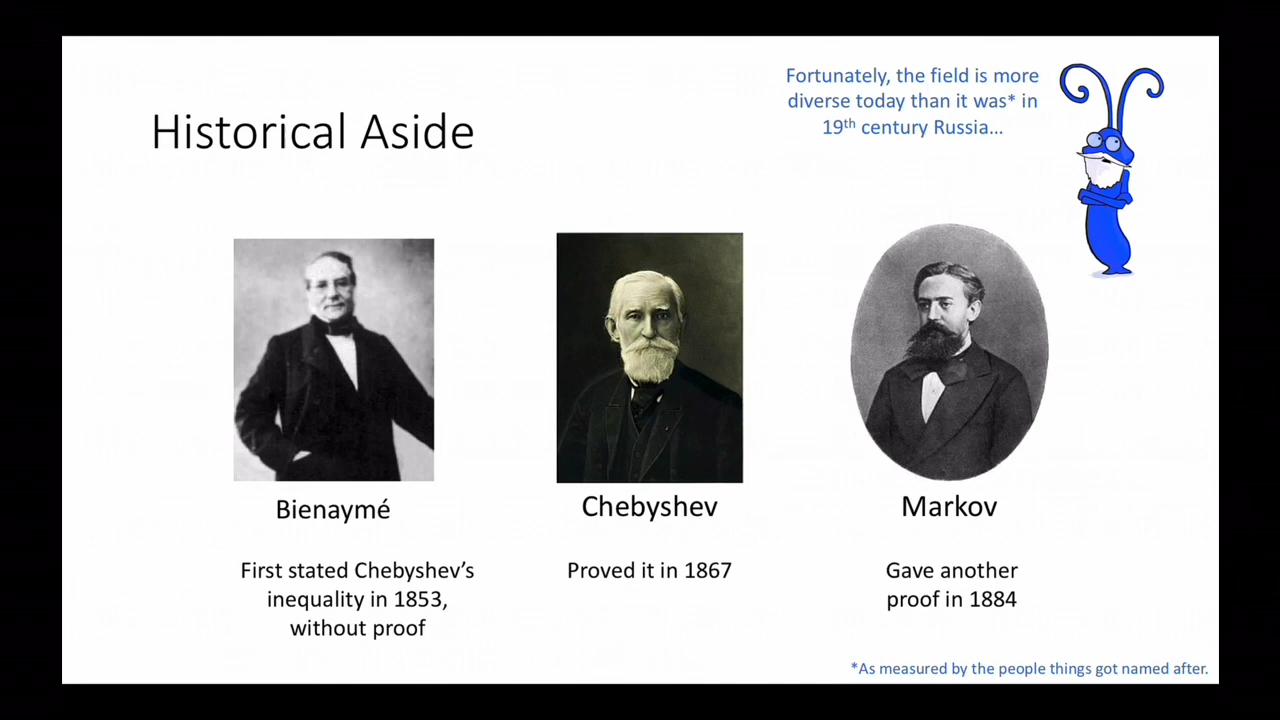 Historical Aside
Fortunately, the field is more
diverse today than it was* in
19th century Russia...
Bienaymé
First stated Chebyshev’s
inequality in 1853,
without proof
Chebyshev
Proved it in 1867
Markov
Gave another
proof in 1884
*As measured by the people things got named after.